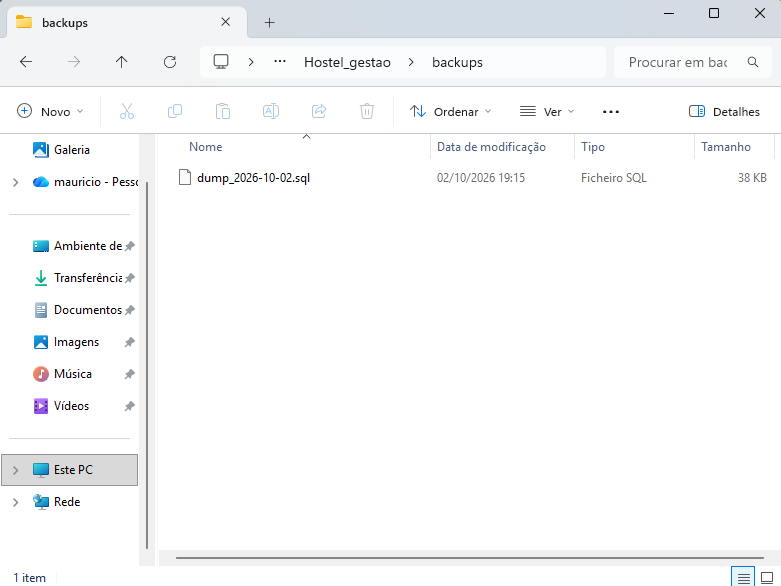 backups
Hostel_gestao
backups
Procurar em bac
Novo
Ordenar
Ver
Detalhes
Nome
Data de modificação
Tipo
Tamanho
dump_2026-10-02.sql
02/10/2026 19:15
Ficheiro SQL
38 KB
Galeria
mauricio - Pesso
Ambiente de
Transferência
Documentos
Imagens
Música
Vídeos
Este PC
Rede
1 item